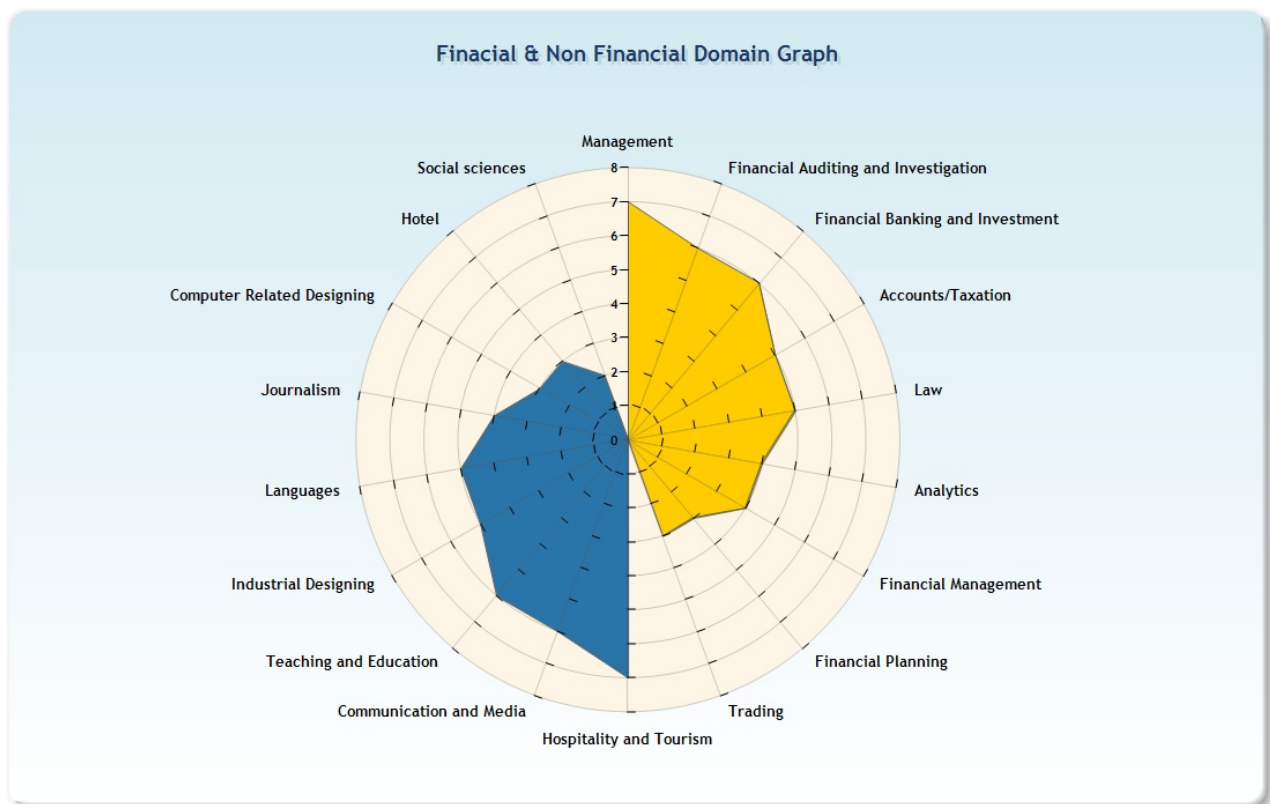 Finacial & Non Financial Domain Graph
Management
Social sciences
Financial Auditing and Investigation
Hotel
Financial Banking and Investment
Computer Related Designing
Accounts/Taxation
Journalism
Law
Languages
Analytics
Industrial Designing
Financial Management
Teaching and Education
Financial Planning
Communication and Media
Trading
Hospitality and Tourism
8
7
6
5
4
3
2
1
0